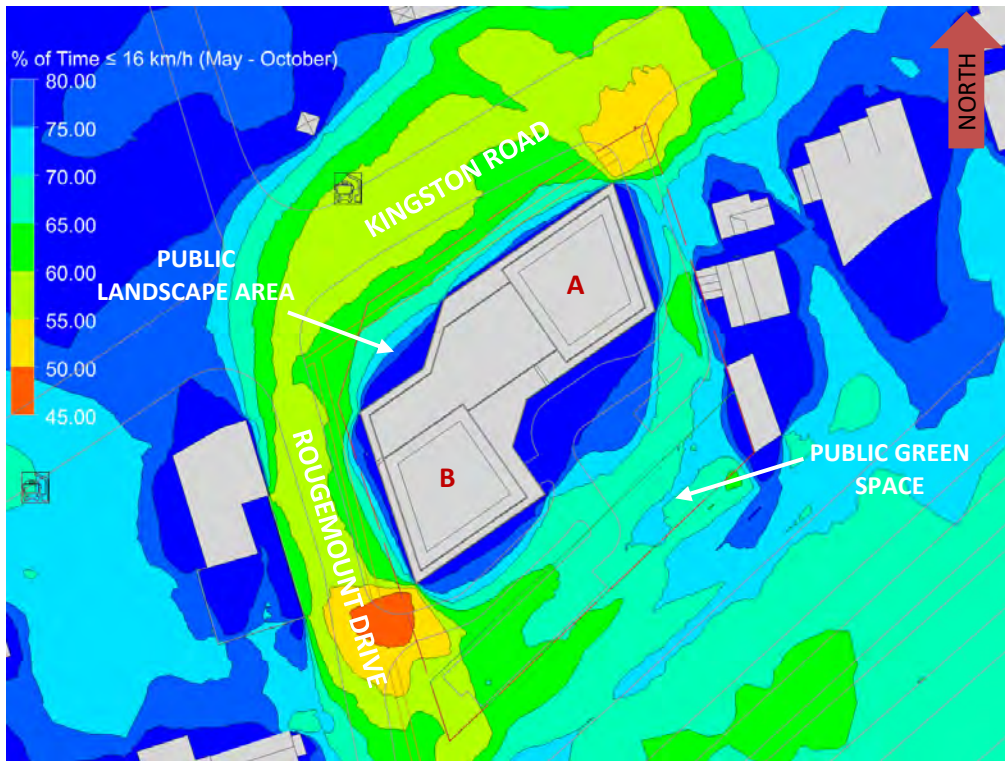 % of Time ≤ 16 km/h (May - October)
80.00
75.00
70.00
65.00
60.00
55.00
50.00
45.00
NORTH
KINGSTON ROAD
PUBLIC
LANDSCAPE AREA
A
B
ROUGEMOUNT DRIVE
PUBLIC GREEN
SPACE